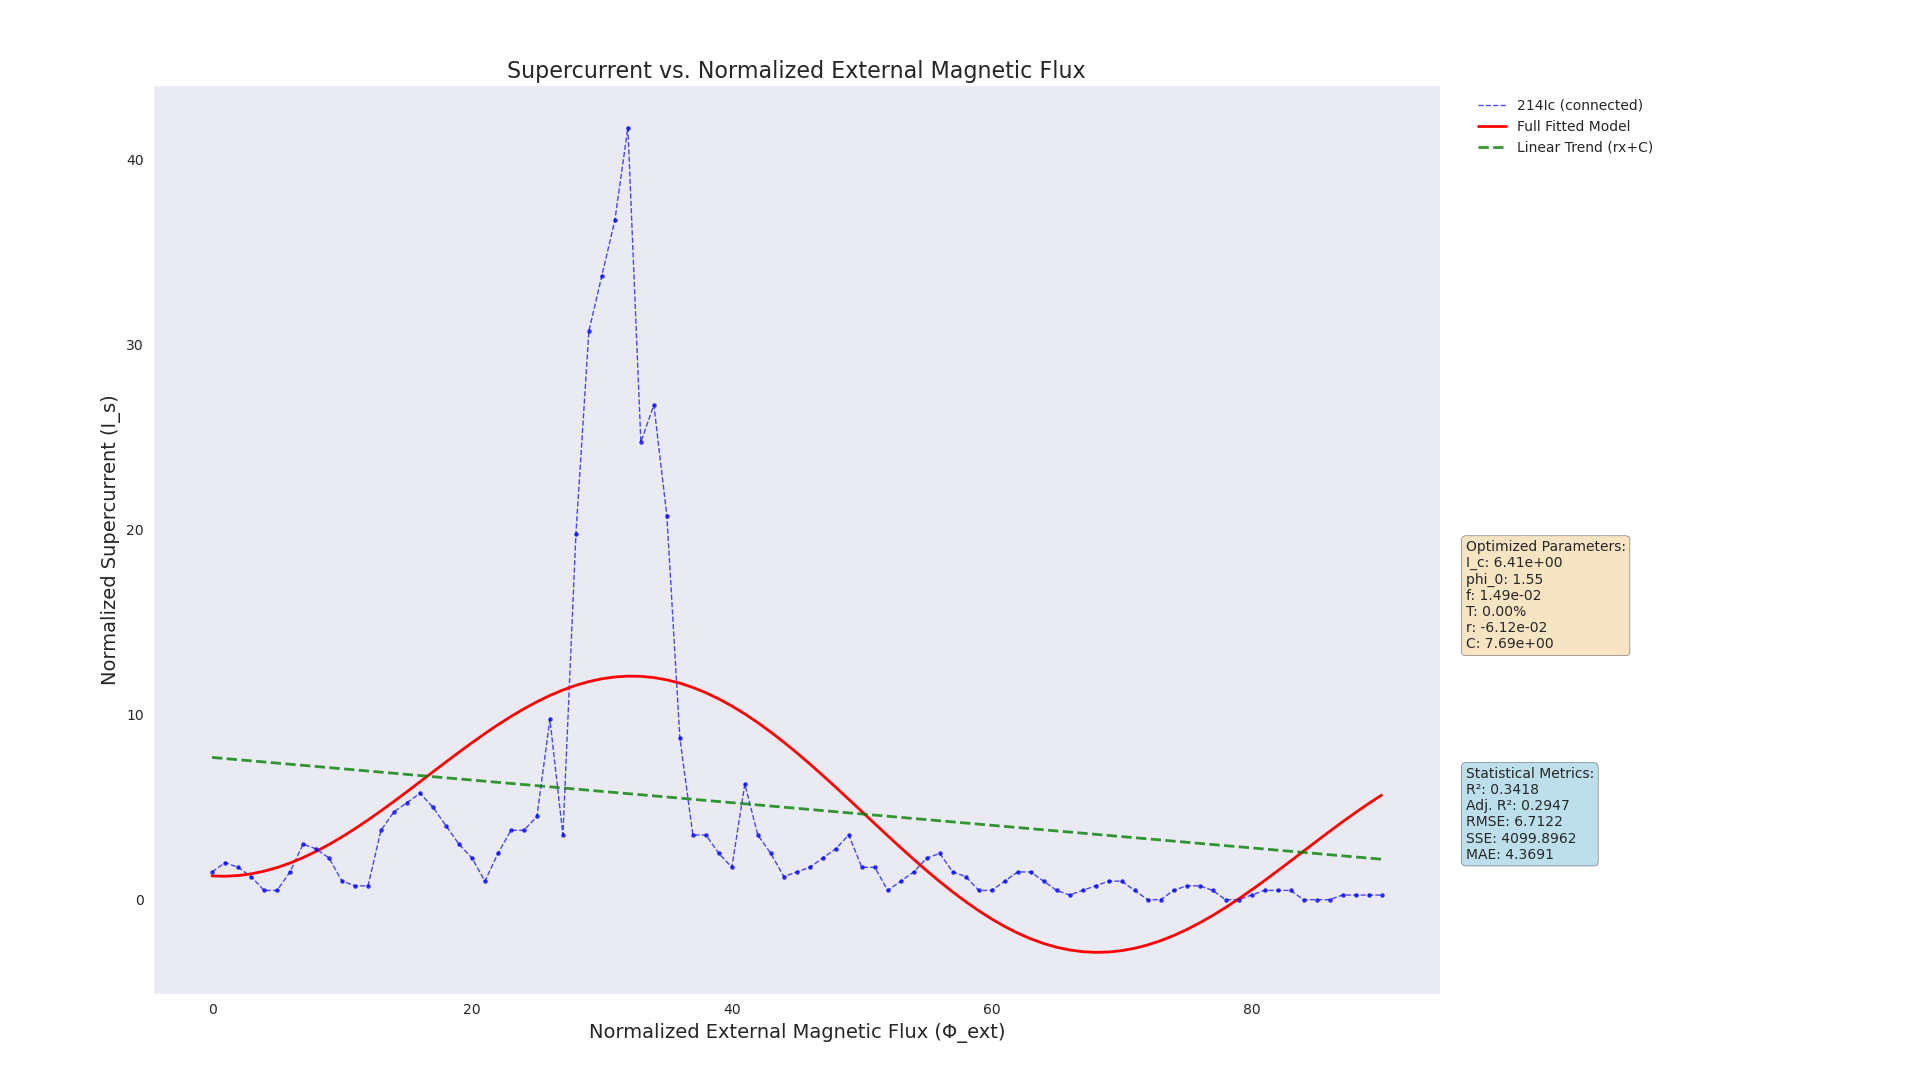 Supercurrent vs. Normalized External Magnetic Flux
214Ic (connected)
Full Fitted Model
Linear Trend (rx+C)
40
30
20
10
0
Normalized Supercurrent (I_s)
Optimized Parameters:
I_c: 6.41e+00
phi_0: 1.55
f: 1.49e-02
T: 0.00%
r: -6.12e-02
C: 7.69e+00
Statistical Metrics:
R²: 0.3418
Adj. R²: 0.2947
RMSE: 6.7122
SSE: 4099.8962
MAE: 4.3691
0 20 40 60 80
Normalized External Magnetic Flux (Φ_ext)